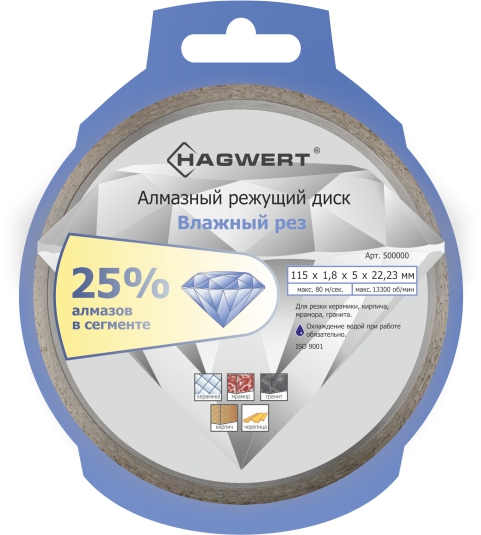 HAGWERT®
Алмазный режущий диск
Влажный рез
Арт. 500000
25%
алмазов
в сегменте
115 x 1,8 x 5 x 22,23 мм
макс. 80 м/сек. макс. 13300 об/мин
Для резки керамики, кирпича,
мрамора, гранита.
Охлаждение водой при работе
обязательно.
ISO 9001
керамика мрамор гранит
кирпич черепица